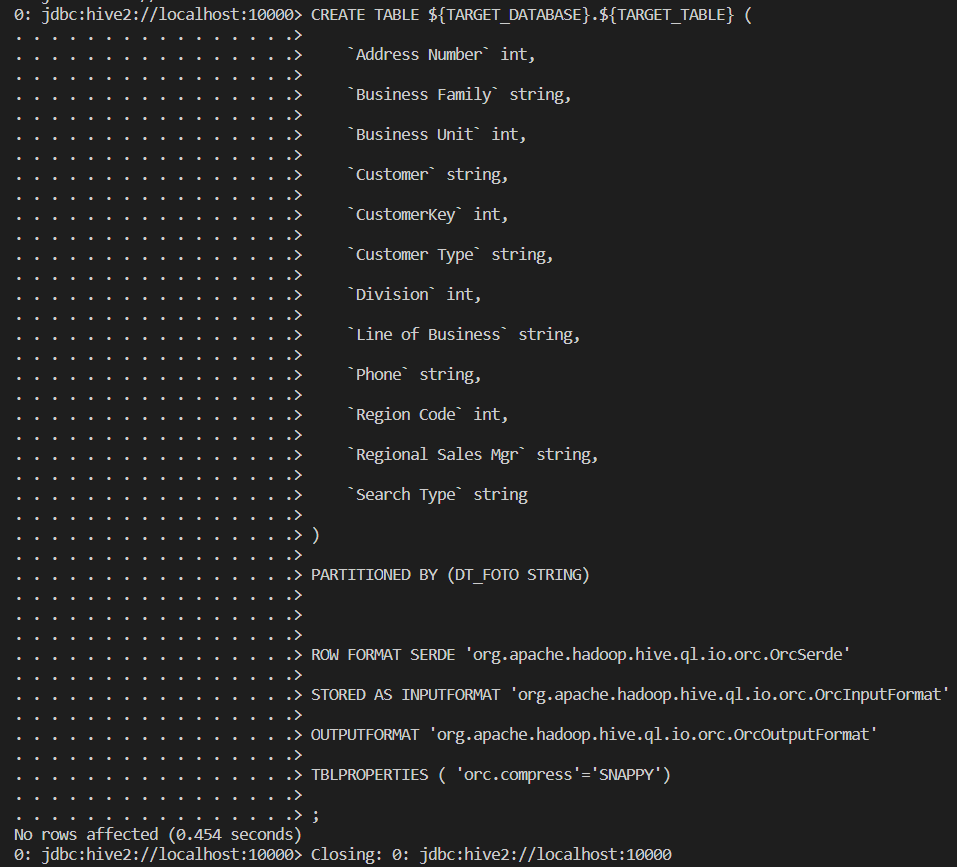 0: jdbc:hive2://localhost:10000> CREATE TABLE ${TARGET_DATABASE}.${TARGET_TABLE} (
. . . . . . . . . . . . . . . .>
. . . . . . . . . . . . . . . .>     `Address Number` int,
. . . . . . . . . . . . . . . .>
. . . . . . . . . . . . . . . .>     `Business Family` string,
. . . . . . . . . . . . . . . .>
. . . . . . . . . . . . . . . .>     `Business Unit` int,
. . . . . . . . . . . . . . . .>
. . . . . . . . . . . . . . . .>     `Customer` string,
. . . . . . . . . . . . . . . .>
. . . . . . . . . . . . . . . .>     `CustomerKey` int,
. . . . . . . . . . . . . . . .>
. . . . . . . . . . . . . . . .>     `Customer Type` string,
. . . . . . . . . . . . . . . .>
. . . . . . . . . . . . . . . .>     `Division` int,
. . . . . . . . . . . . . . . .>
. . . . . . . . . . . . . . . .>     `Line of Business` string,
. . . . . . . . . . . . . . . .>
. . . . . . . . . . . . . . . .>     `Phone` string,
. . . . . . . . . . . . . . . .>
. . . . . . . . . . . . . . . .>     `Region Code` int,
. . . . . . . . . . . . . . . .>
. . . . . . . . . . . . . . . .>     `Regional Sales Mgr` string,
. . . . . . . . . . . . . . . .>
. . . . . . . . . . . . . . . .>     `Search Type` string
. . . . . . . . . . . . . . . .>
. . . . . . . . . . . . . . . .> )
. . . . . . . . . . . . . . . .>
. . . . . . . . . . . . . . . .> PARTITIONED BY (DT_FOTO STRING)
. . . . . . . . . . . . . . . .>
. . . . . . . . . . . . . . . .>
. . . . . . . . . . . . . . . .>
. . . . . . . . . . . . . . . .> ROW FORMAT SERDE 'org.apache.hadoop.hive.ql.io.orc.OrcSerde'
. . . . . . . . . . . . . . . .>
. . . . . . . . . . . . . . . .> STORED AS INPUTFORMAT 'org.apache.hadoop.hive.ql.io.orc.OrcInputFormat'
. . . . . . . . . . . . . . . .>
. . . . . . . . . . . . . . . .> OUTPUTFORMAT 'org.apache.hadoop.hive.ql.io.orc.OrcOutputFormat'
. . . . . . . . . . . . . . . .>
. . . . . . . . . . . . . . . .> TBLPROPERTIES ( 'orc.compress'='SNAPPY')
. . . . . . . . . . . . . . . .>
. . . . . . . . . . . . . . . .> ;
No rows affected (0.454 seconds)
0: jdbc:hive2://localhost:10000> Closing: 0: jdbc:hive2://localhost:10000